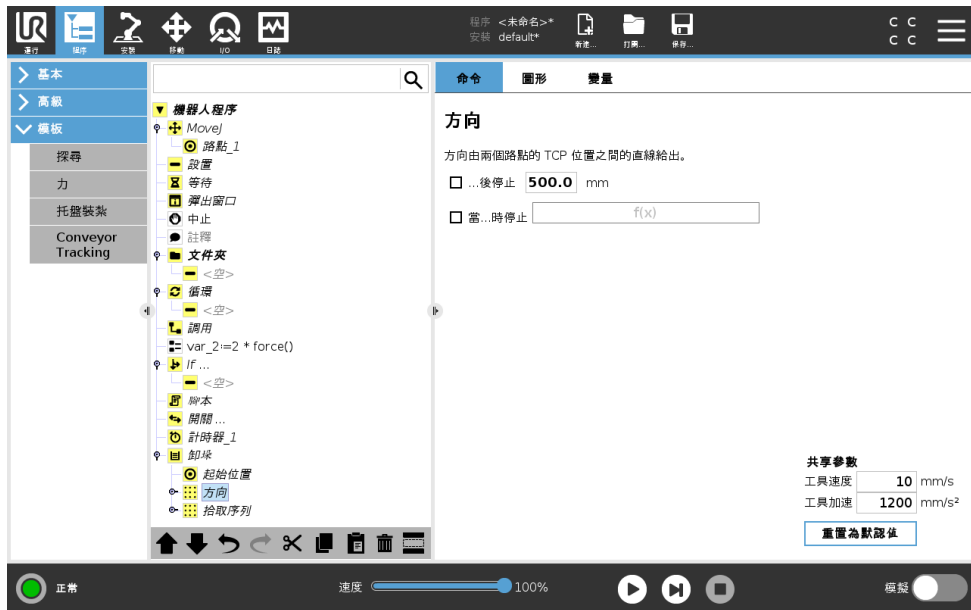 UR
運行
程序
安裝
移動
I/O
日誌
程序 <未命名>*
安裝 default*
新建...
打開...
保存...
C C
C C
基本
高級
模板
探尋
力
托盤裝紮
Conveyor
Tracking
機器人程序
MoveJ
路點_1
設置
等待
彈出窗口
中止
註釋
文件夾
<空>
循環
<空>
調用
var_2:=2 * force()
If ...
<空>
腳本
開關 ...
計時器_1
卸垛
起始位置
方向
拾取序列
命令
圖形
變量
方向
方向由兩個路點的 TCP 位置之間的直線給出。
...後停止 500.0 mm
當...時停止 f(x)
共享參數
工具速度 10 mm/s
工具加速 1200 mm/s²
重置為默認值
正常
速度 100%
模擬